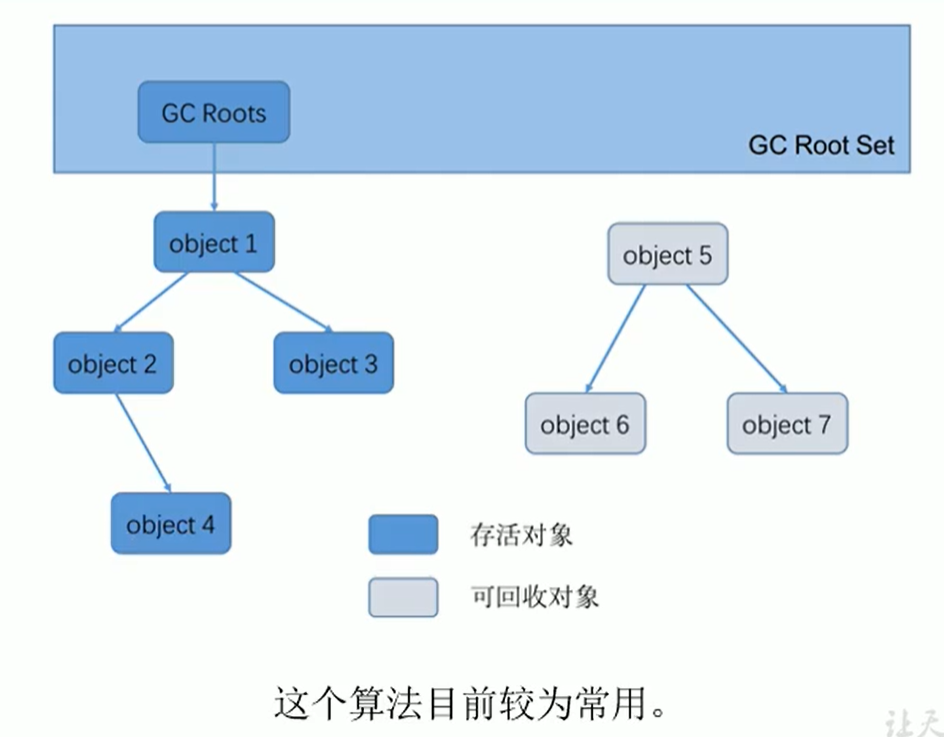 GC Roots
GC Root Set
object 1
object 5
object 2
object 3
object 6
object 7
object 4
存活对象
可回收对象
这个算法目前较为常用。
让天